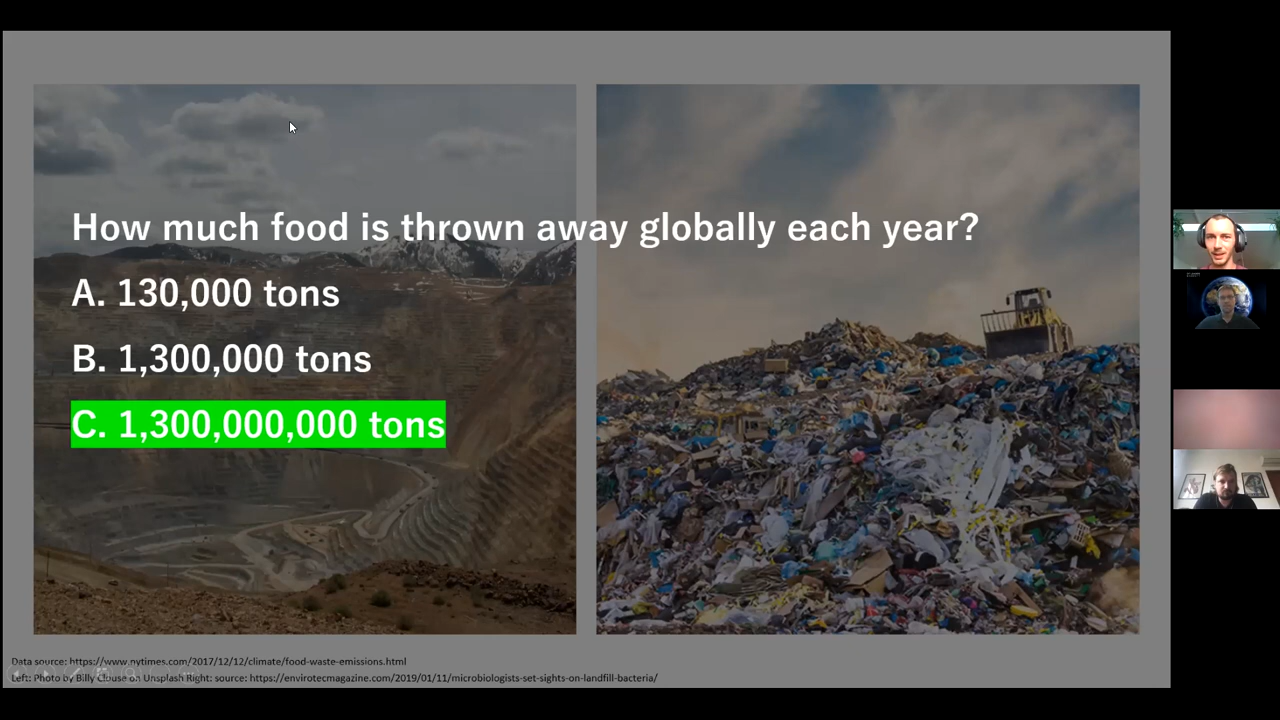 How much food is thrown away globally each year?
A. 130,000 tons
B. 1,300,000 tons
C. 1,300,000,000 tons
Data source: https://www.nytimes.com/2017/12/12/climate/food-waste-emissions.html
Left: Photo by Billy Clouse on Unsplash Right: source: https://envirotecmagazine.com/2019/01/11/microbiologists-set-sights-on-landfill-bacteria/